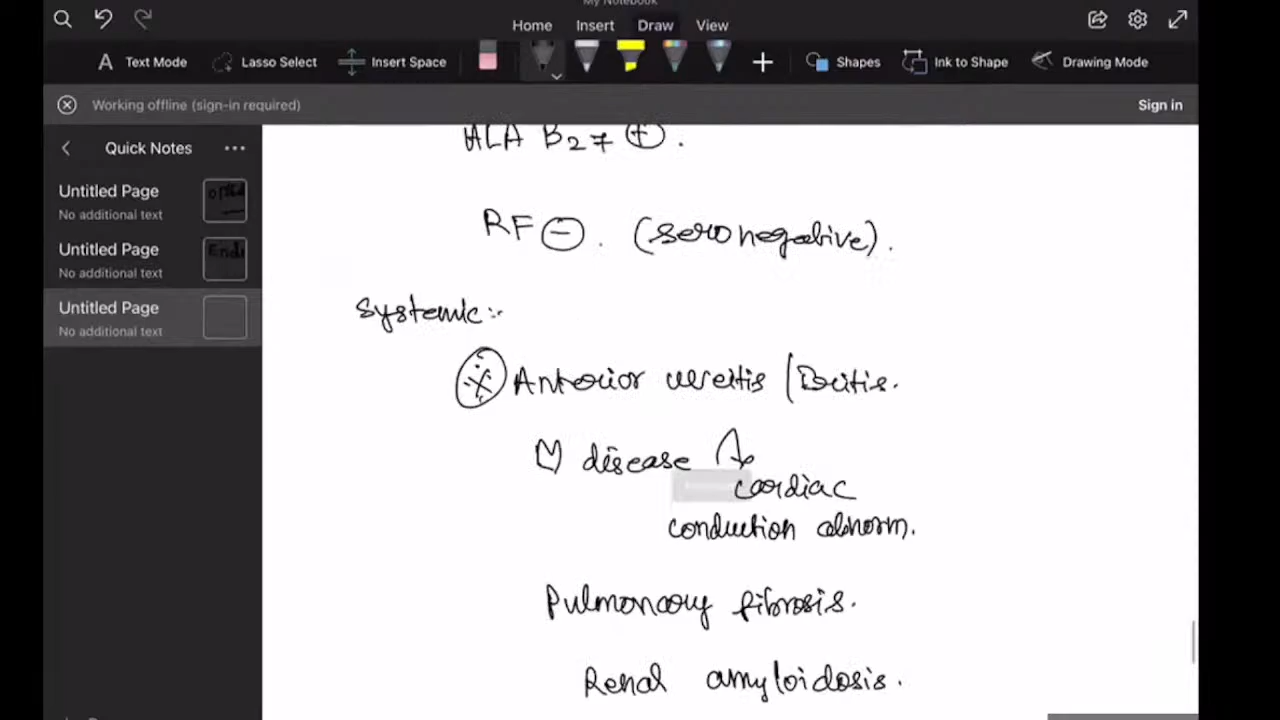 My Notebook
Home Insert Draw View
Text Mode Lasso Select Insert Space Shapes Ink to Shape Drawing Mode
Working offline (sign-in required) Sign in
Quick Notes
Untitled Page
No additional text
Untitled Page
No additional text
Untitled Page
No additional text
HLA B27 (+).
RF (-). (seronegative).
Systemic:-
Anterior uveitis / Iritis.
disease
cardiac
conduction abnorm.
Pulmonary fibrosis.
Renal amyloidosis.